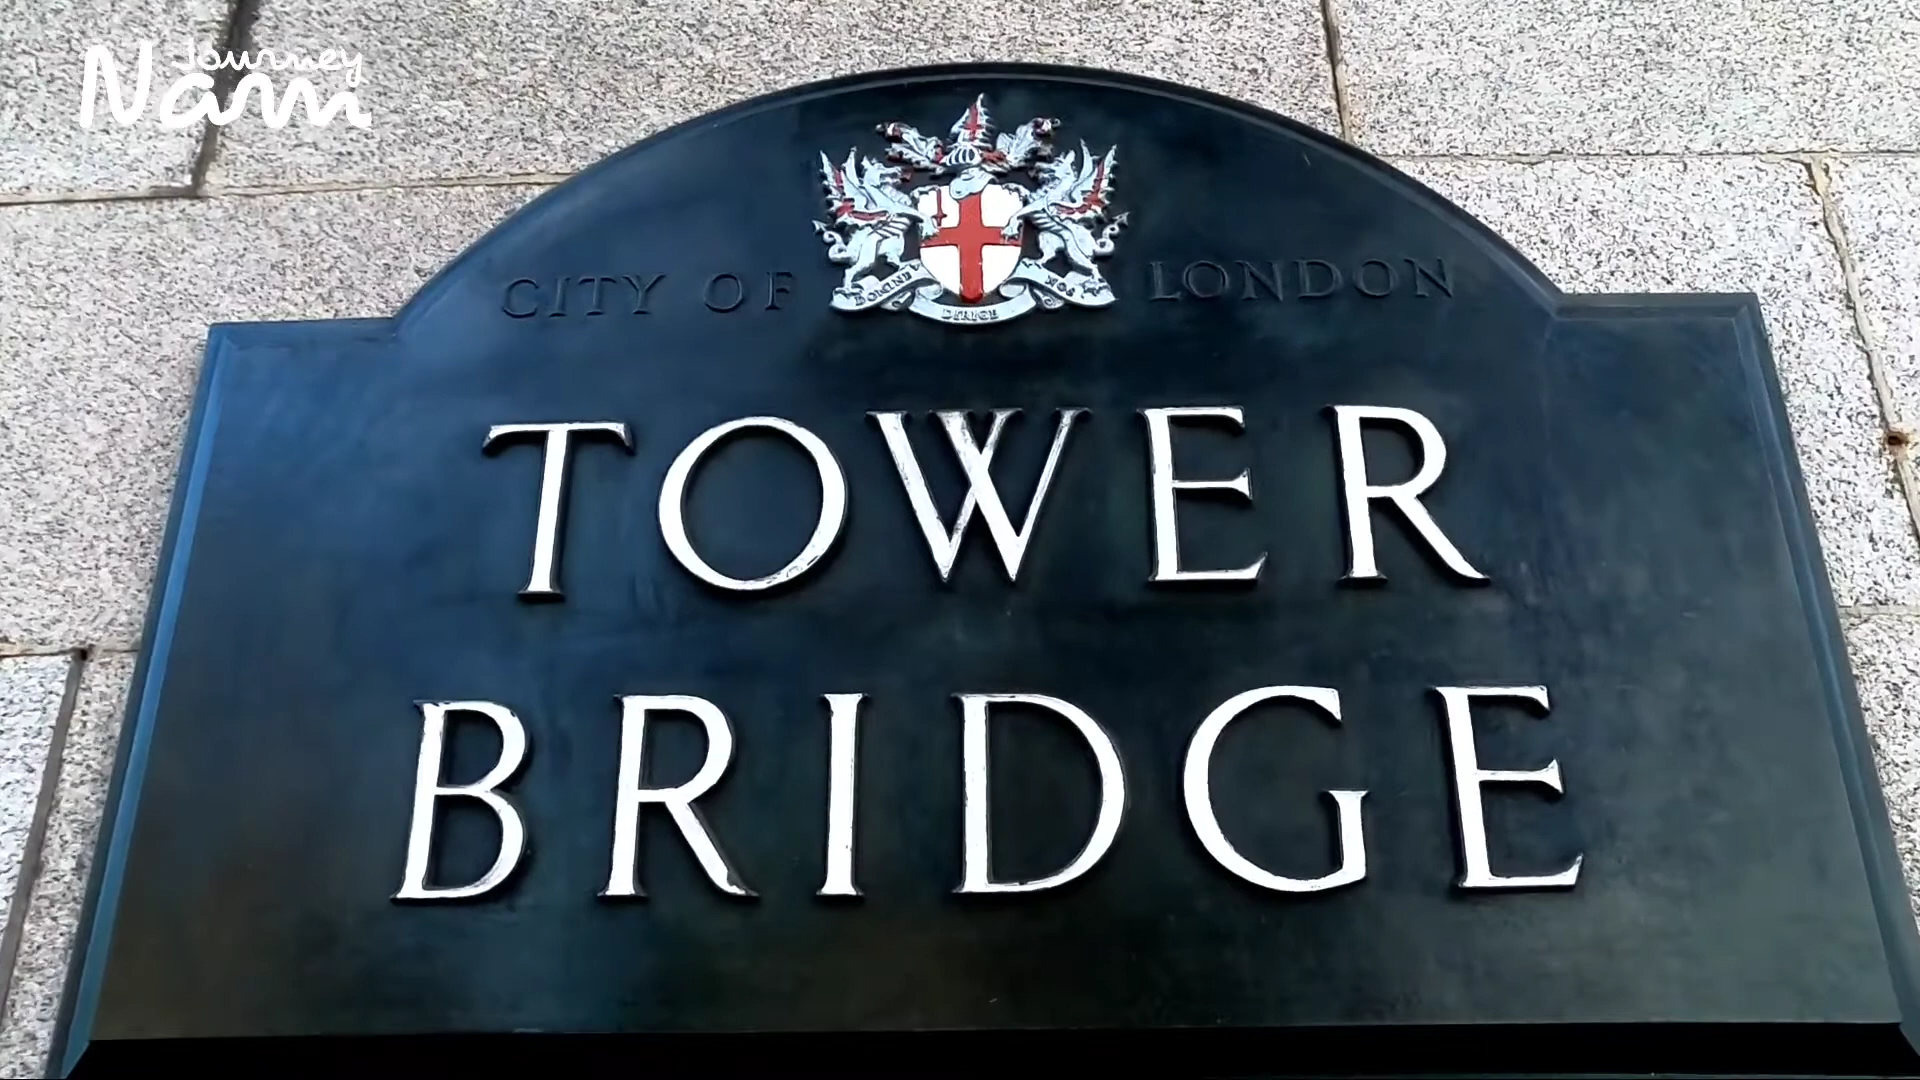 Journey
Nam
CITY OF LONDON
DOMINE DIRIGE NOS
TOWER
BRIDGE